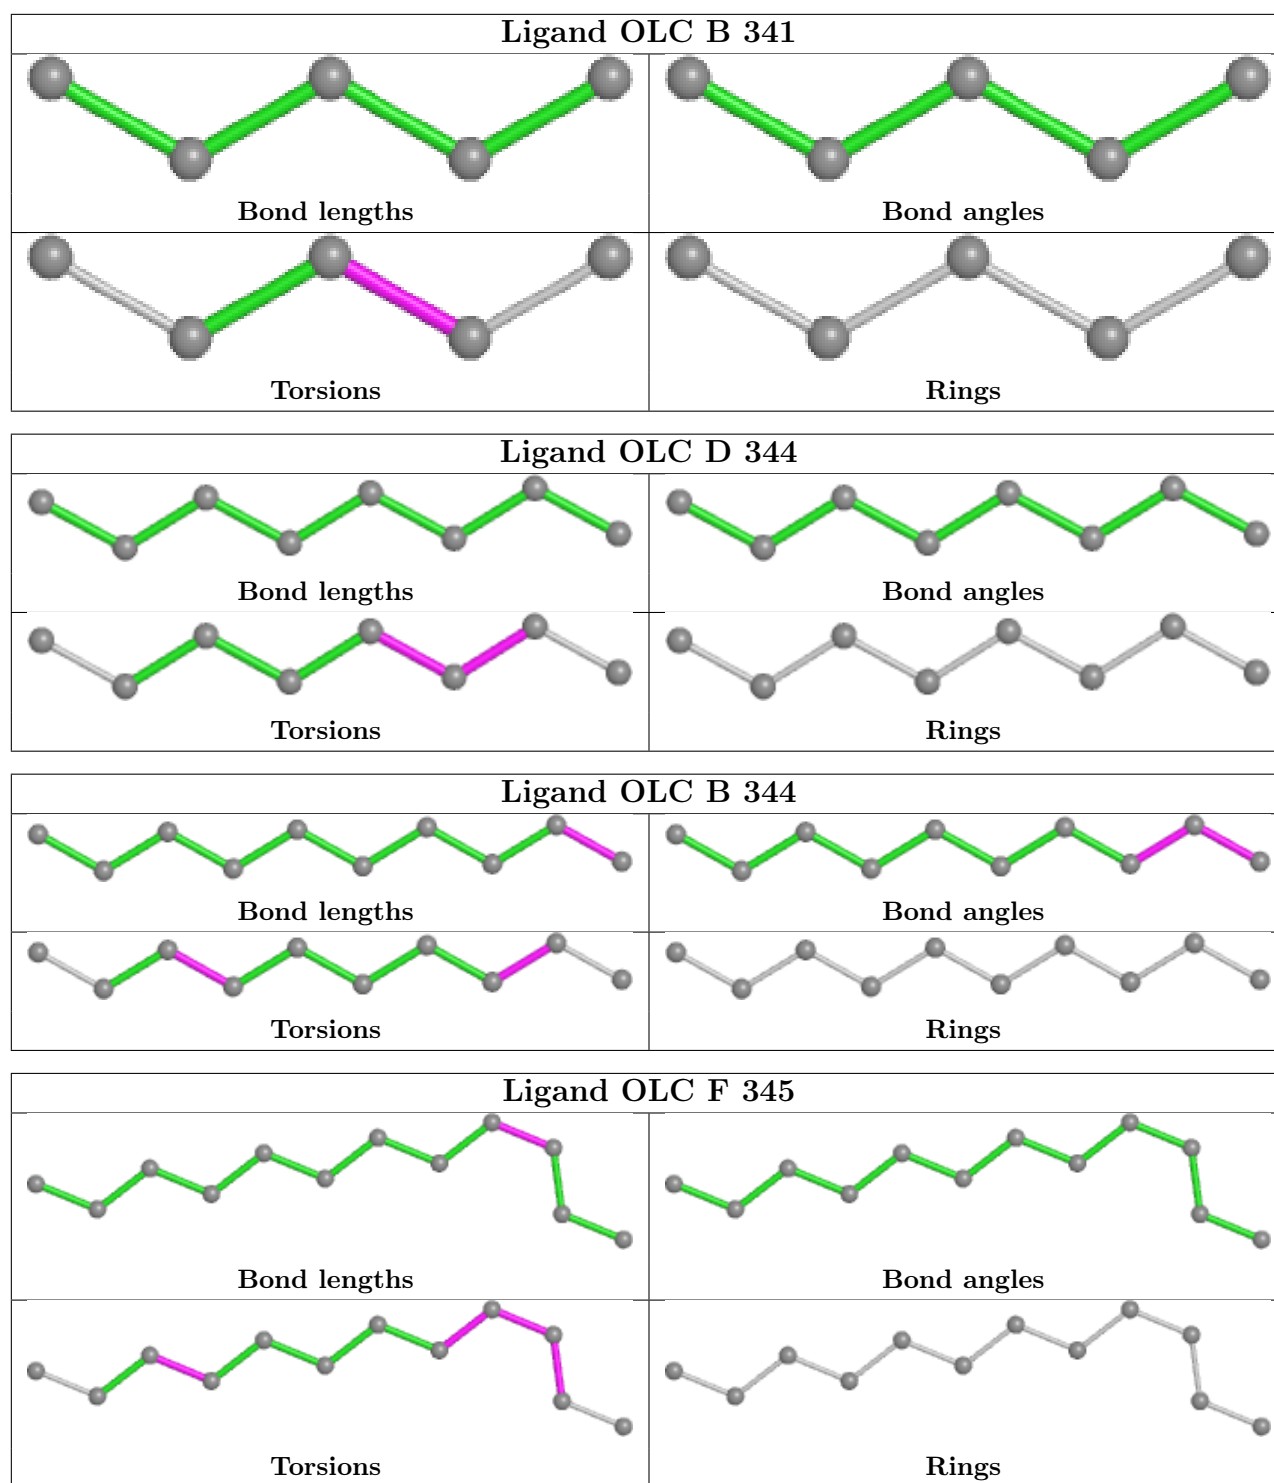 Ligand OLC B 341
Bond lengths
Bond angles
Torsions
Rings
Ligand OLC D 344
Bond lengths
Bond angles
Torsions
Rings
Ligand OLC B 344
Bond lengths
Bond angles
Torsions
Rings
Ligand OLC F 345
Bond lengths
Bond angles
Torsions
Rings